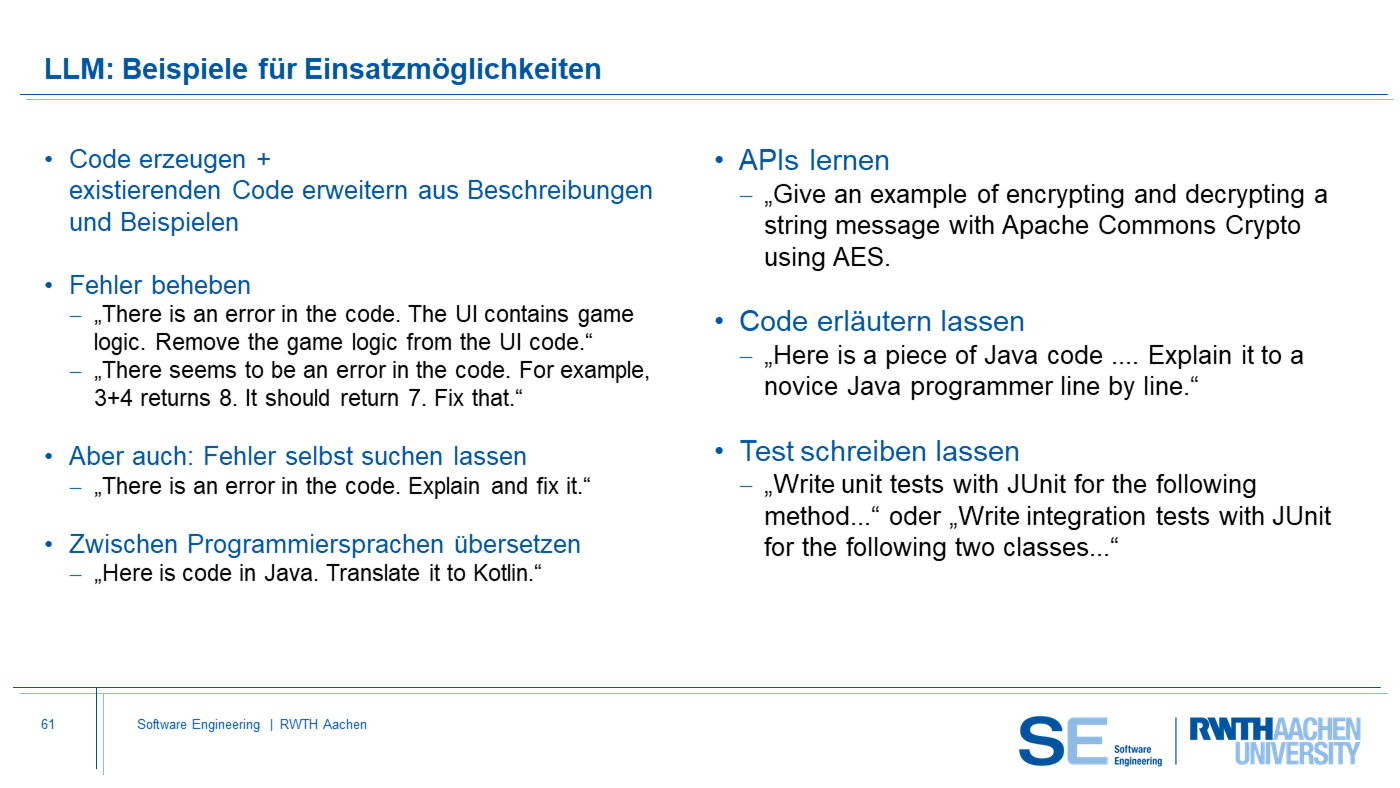 LLM: Beispiele für Einsatzmöglichkeiten
• Code erzeugen +
existierenden Code erweitern aus Beschreibungen
und Beispielen
• Fehler beheben
– „There is an error in the code. The UI contains game
logic. Remove the game logic from the UI code.“
– „There seems to be an error in the code. For example,
3+4 returns 8. It should return 7. Fix that.“
• Aber auch: Fehler selbst suchen lassen
– „There is an error in the code. Explain and fix it.“
• Zwischen Programmiersprachen übersetzen
– „Here is code in Java. Translate it to Kotlin.“
• APIs lernen
– „Give an example of encrypting and decrypting a
string message with Apache Commons Crypto
using AES.
• Code erläutern lassen
– „Here is a piece of Java code .... Explain it to a
novice Java programmer line by line.“
• Test schreiben lassen
– „Write unit tests with JUnit for the following
method...“ oder „Write integration tests with JUnit
for the following two classes...“
61
Software Engineering | RWTH Aachen
SE Software
Engineering
RWTHAACHEN
UNIVERSITY